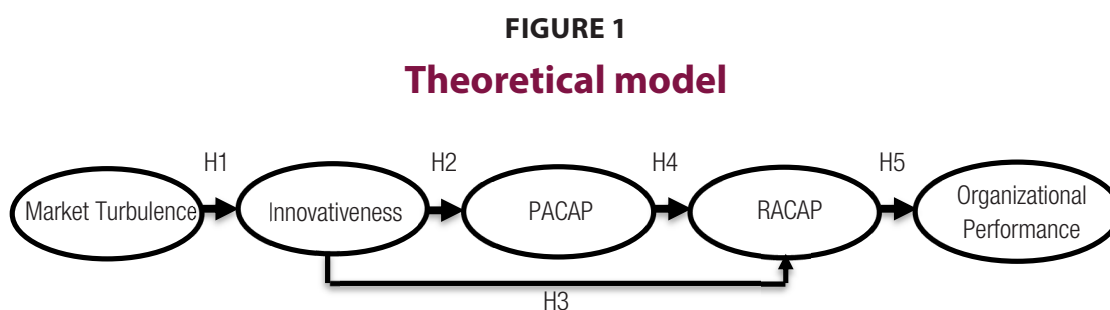 FIGURE 1
Theoretical model
H1
H2
H4
H5
Market Turbulence
Innovativeness
PACAP
RACAP
Organizational
Performance
H3